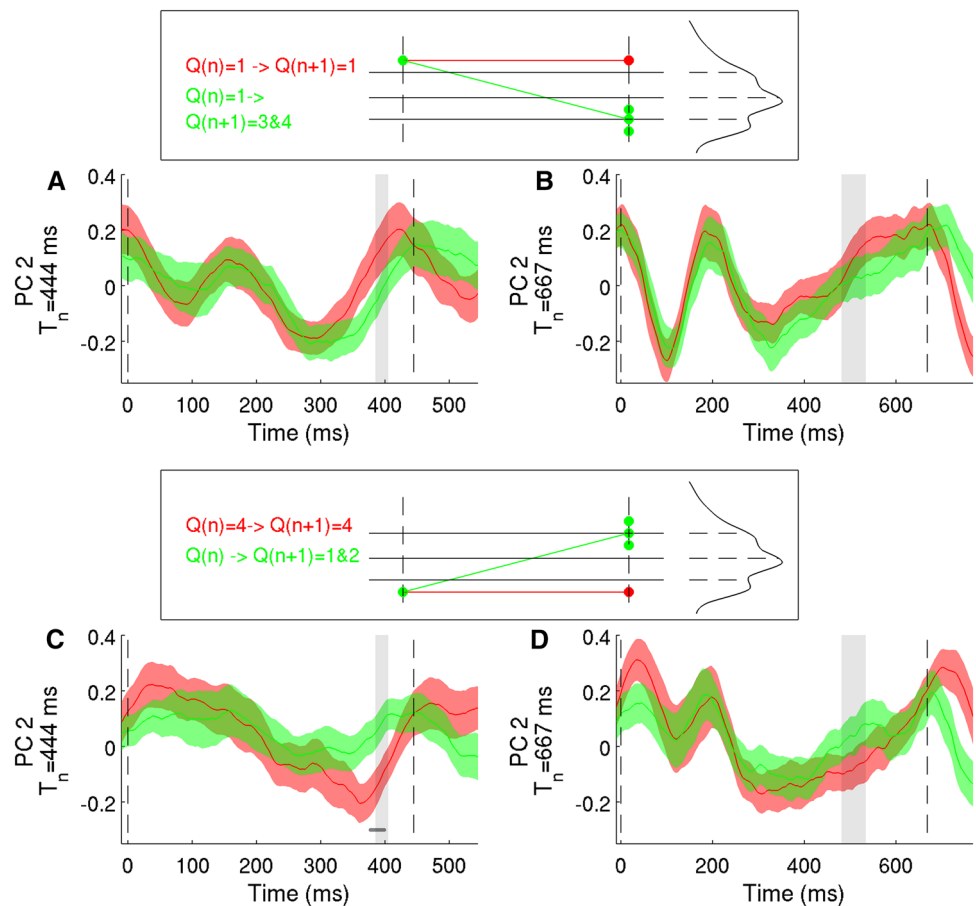 Q(n)=1 -> Q(n+1)=1
Q(n)=1->
Q(n+1)=3&4
A
PC 2
Tn=444 ms
0.4
0.2
0
-0.2
0 100 200 300 400 500
Time (ms)
B
PC 2
Tn=667 ms
0.4
0.2
0
-0.2
0 200 400 600
Time (ms)
Q(n)=4-> Q(n+1)=4
Q(n) -> Q(n+1)=1&2
C
PC 2
Tn=444 ms
0.4
0.2
0
-0.2
0 100 200 300 400 500
Time (ms)
D
PC 2
Tn=667 ms
0.4
0.2
0
-0.2
0 200 400 600
Time (ms)